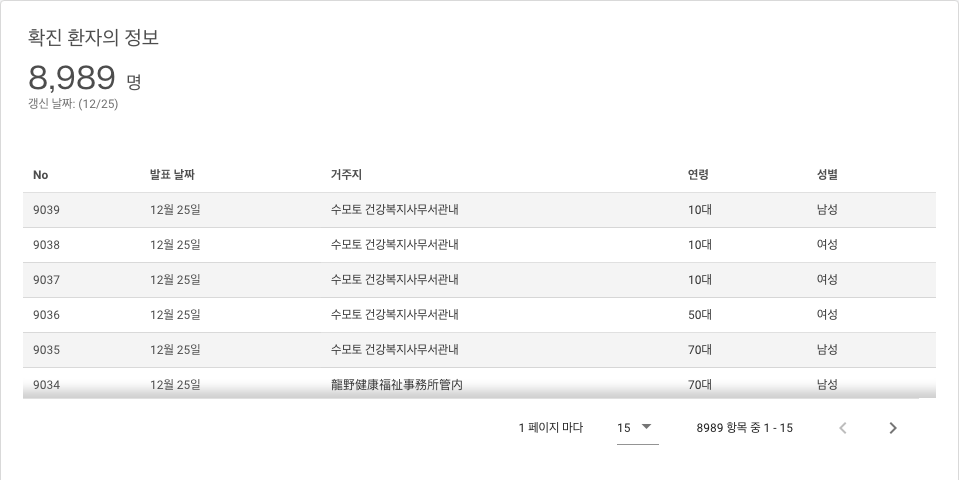 확진 환자의 정보
8,989 명
갱신 날짜: (12/25)
No 발표 날짜 거주지 연령 성별
9039 12월 25일 수모토 건강복지사무서관내 10대 남성
9038 12월 25일 수모토 건강복지사무서관내 10대 여성
9037 12월 25일 수모토 건강복지사무서관내 10대 여성
9036 12월 25일 수모토 건강복지사무서관내 50대 여성
9035 12월 25일 수모토 건강복지사무서관내 70대 남성
9034 12월 25일 龍野健康福祉事務所管内 70대 남성
1 페이지 마다 15 8989 항목 중 1 - 15